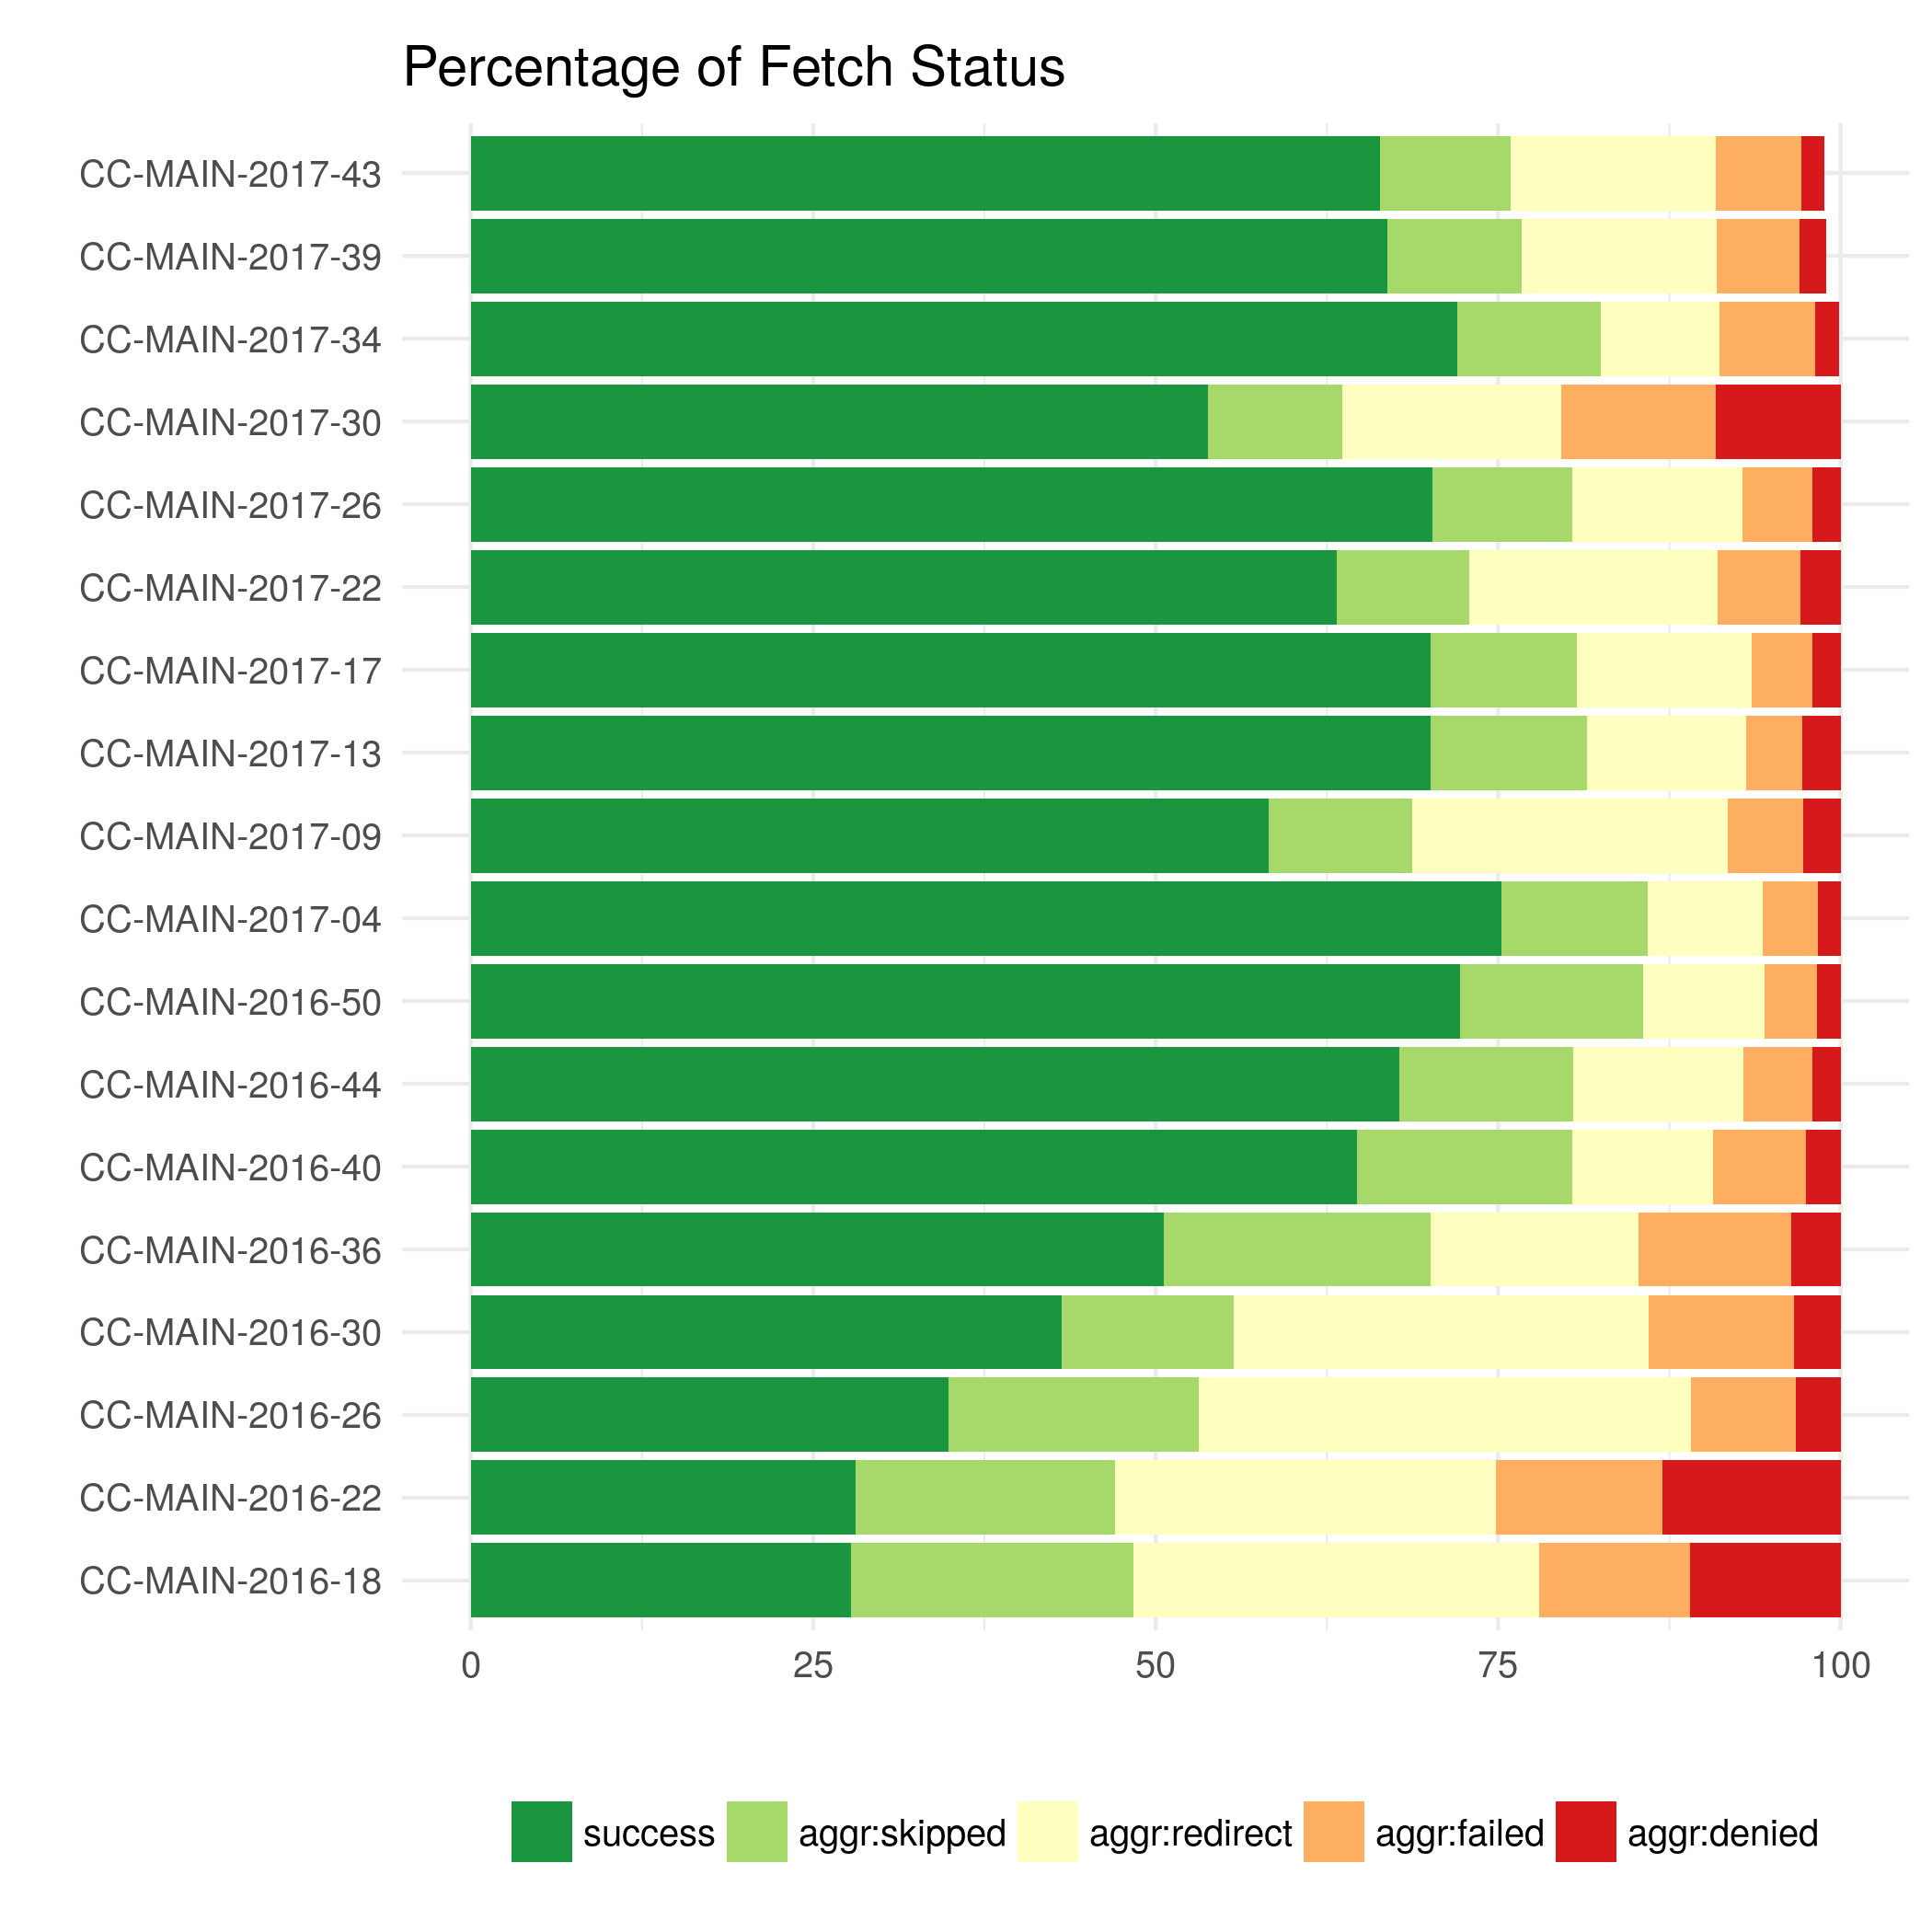 Percentage of Fetch Status
CC-MAIN-2017-43
CC-MAIN-2017-39
CC-MAIN-2017-34
CC-MAIN-2017-30
CC-MAIN-2017-26
CC-MAIN-2017-22
CC-MAIN-2017-17
CC-MAIN-2017-13
CC-MAIN-2017-09
CC-MAIN-2017-04
CC-MAIN-2016-50
CC-MAIN-2016-44
CC-MAIN-2016-40
CC-MAIN-2016-36
CC-MAIN-2016-30
CC-MAIN-2016-26
CC-MAIN-2016-22
CC-MAIN-2016-18
0 25 50 75 100
success aggr:skipped aggr:redirect aggr:failed aggr:denied